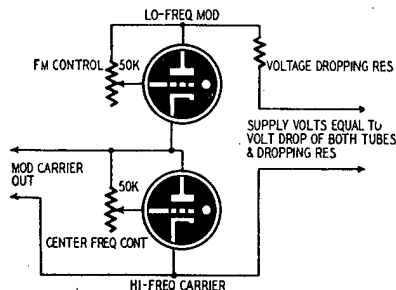 LO-FREQ MOD
FM CONTROL
50K
VOLTAGE DROPPING RES
SUPPLY VOLTS EQUAL TO
VOLT DROP OF BOTH TUBES
& DROPPING RES
MOD CARRIER
OUT
50K
CENTER FREQ CONT
HI-FREQ CARRIER